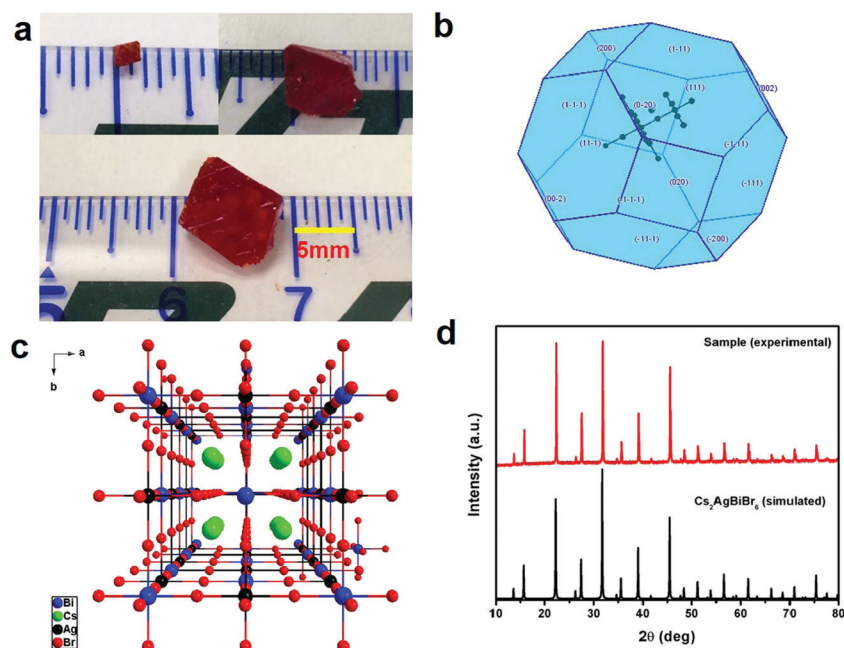 a
5mm
5
6
7
b
(200)
(1-11)
(002)
(111)
(0-20)
(1-1-1)
(11-1)
(-1-11)
(020)
(-111)
(00-2)
(-1-1-1)
(-11-1)
(-200)
c
a
b
Bi
Cs
Ag
Br
d
Sample (experimental)
Cs₂AgBiBr₆ (simulated)
Intensity (a.u.)
10 20 30 40 50 60 70 80
2θ (deg)